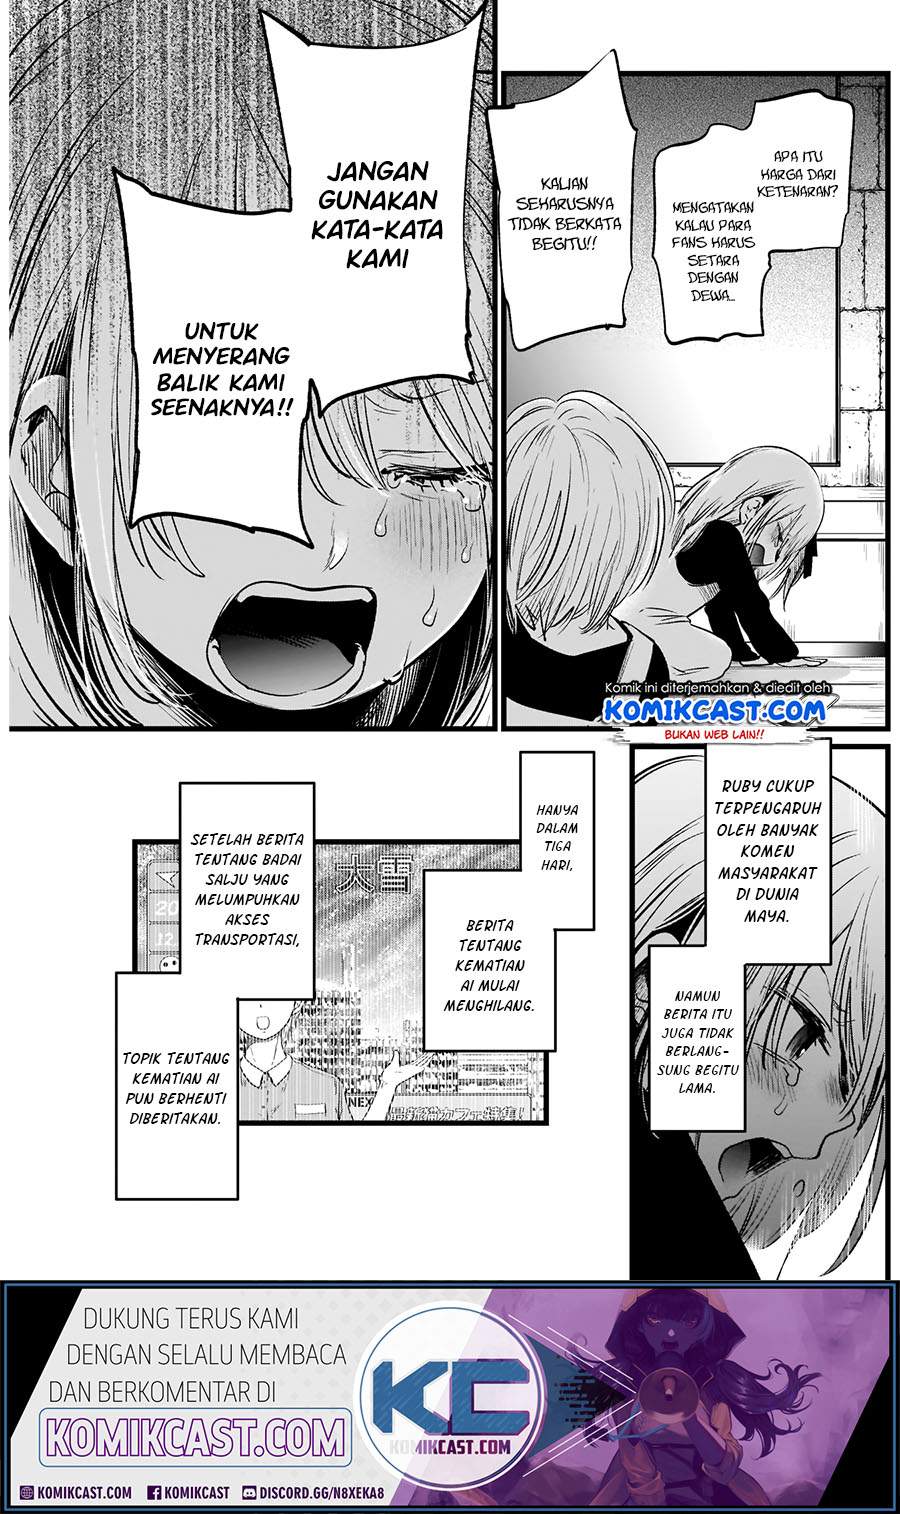 APA ITU
HARGA DARI
KETENARAN?
MENGATAKAN
KALAU PARA
FANS HARUS
SETARA
DENGAN
DEWA...
KALIAN
SEHARUSNYA
TIDAK BERKATA
BEGITU!!
JANGAN
GUNAKAN
KATA-KATA
KAMI
UNTUK
MENYERANG
BALIK KAMI
SEENAKNYA!!
Komik ini diterjemahkan & diedit oleh
KOMIKCAST.COM
BUKAN WEB LAIN!!
RUBY CUKUP
TERPENGARUH
OLEH BANYAK
KOMEN
MASYARAKAT
DI DUNIA
MAYA.
NAMUN
BERITA ITU
JUGA TIDAK
BERLANG-
SUNG BEGITU
LAMA.
HANYA
DALAM
TIGA
HARI,
BERITA
TENTANG
KEMATIAN
AI MULAI
MENGHILANG.
大雪
SETELAH BERITA
TENTANG BADAI
SALJU YANG
MELUMPUHKAN
AKSES
TRANSPORTASI,
20
12
TOPIK TENTANG
KEMATIAN AI
PUN BERHENTI
DIBERITAKAN.
NEX
DUKUNG TERUS KAMI
DENGAN SELALU MEMBACA
DAN BERKOMENTAR DI
KOMIKCAST.COM
KC
KOMIKCAST.COM
KOMIKCAST.COM KOMIKCAST DISCORD.GG/N8XEKA8